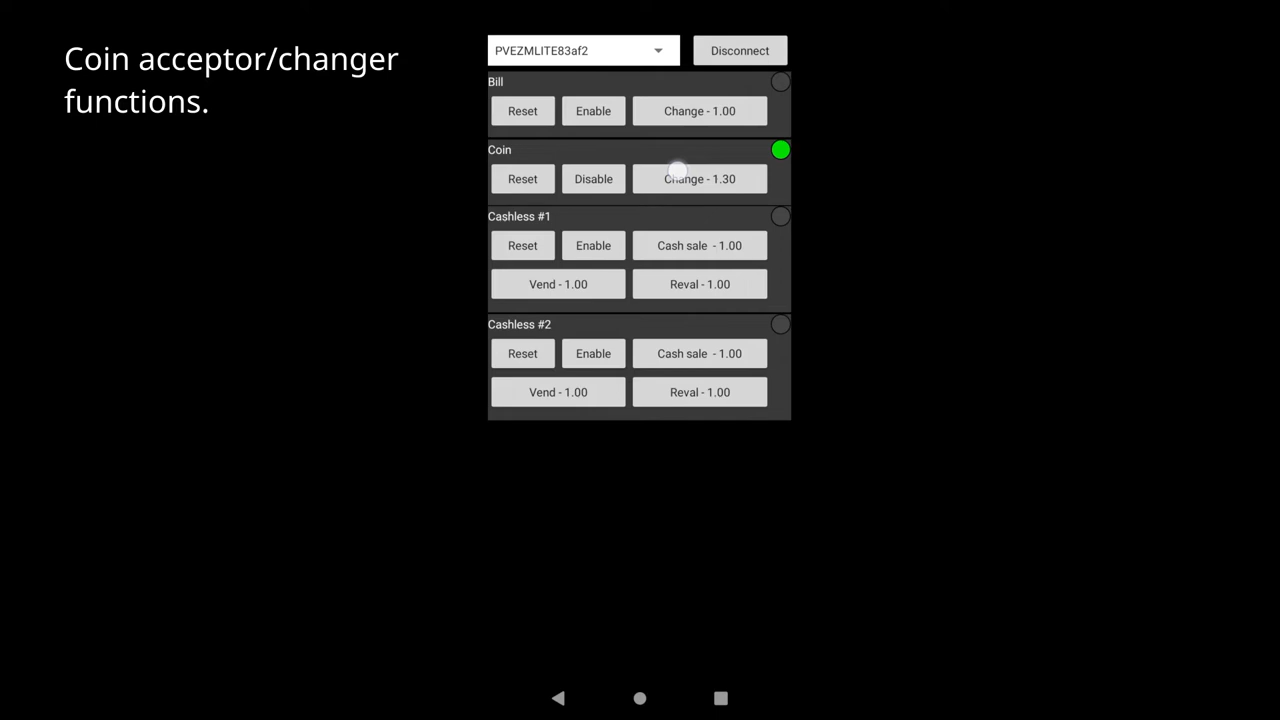 Coin acceptor/changer
functions.
PVEZMLITE83af2 Disconnect
Bill
Reset Enable Change - 1.00
Coin
Reset Disable Change - 1.30
Cashless #1
Reset Enable Cash sale - 1.00
Vend - 1.00 Reval - 1.00
Cashless #2
Reset Enable Cash sale - 1.00
Vend - 1.00 Reval - 1.00